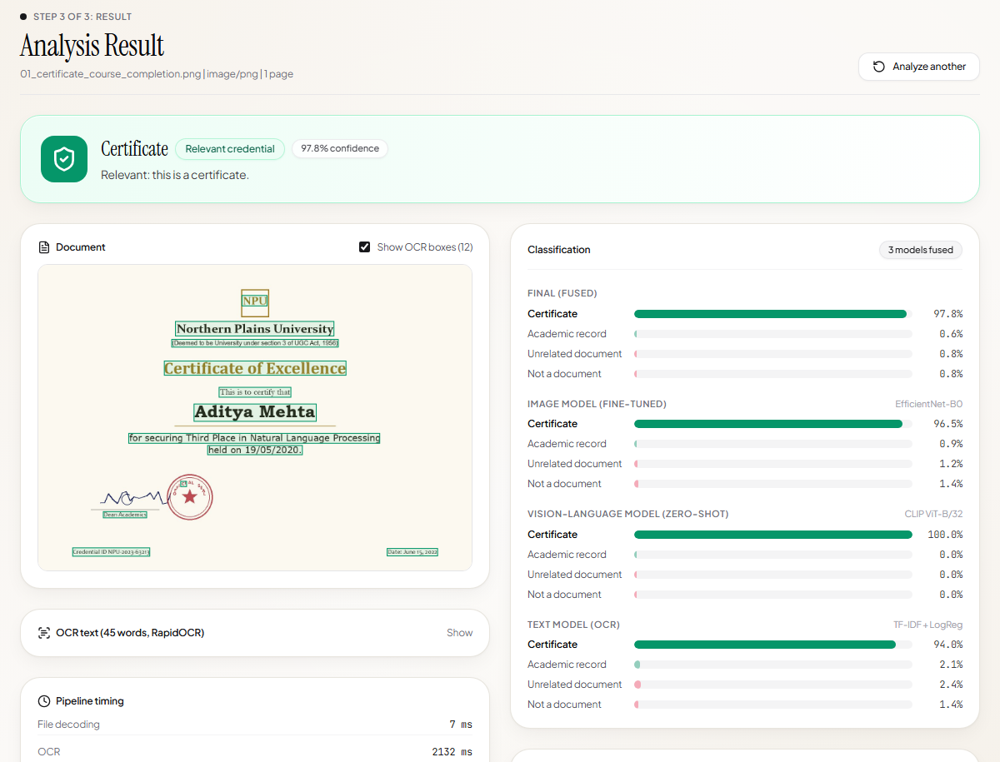 STEP 3 OF 3: RESULT
Analysis Result
01_certificate_course_completion.png | image/png | 1 page
Analyze another
Certificate Relevant credential 97.8% confidence
Relevant: this is a certificate.
Document Show OCR boxes (12)
NPU
Northern Plains University
(Deemed to be University under section 3 of UGC Act, 1956)
Certificate of Excellence
This is to certify that
Aditya Mehta
for securing Third Place in Natural Language Processing
held on 19/05/2020.
Dean Academics
Credential ID NPU-2023-63213 Date: June 15, 2022
OCR text (45 words, RapidOCR) Show
Pipeline timing
File decoding 7 ms
OCR 2132 ms
Classification 3 models fused
FINAL (FUSED)
Certificate 97.8%
Academic record 0.6%
Unrelated document 0.8%
Not a document 0.8%
IMAGE MODEL (FINE-TUNED) EfficientNet-B0
Certificate 96.5%
Academic record 0.9%
Unrelated document 1.2%
Not a document 1.4%
VISION-LANGUAGE MODEL (ZERO-SHOT) CLIP ViT-B/32
Certificate 100.0%
Academic record 0.0%
Unrelated document 0.0%
Not a document 0.0%
TEXT MODEL (OCR) TF-IDF + LogReg
Certificate 94.0%
Academic record 2.1%
Unrelated document 2.4%
Not a document 1.4%